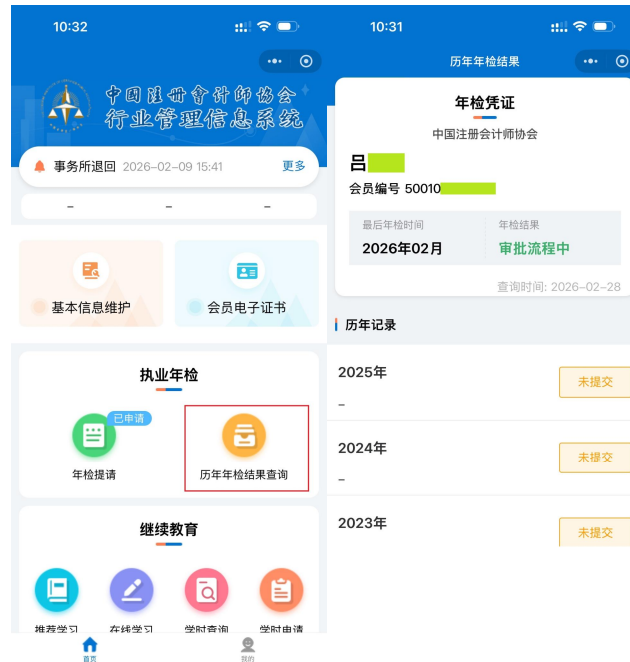 10:32
中国注册会计师协会
行业管理信息系统
事务所退回 2026-02-09 15:41 更多
- - -
基本信息维护
会员电子证书
执业年检
已申请
年检提请
历年年检结果查询
继续教育
推荐学习
在线学习
学时查询
学时申请
首页
我的
10:31
历年年检结果
年检凭证
中国注册会计师协会
吕
会员编号 50010
最后年检时间
年检结果
2026年02月
审批流程中
查询时间: 2026-02-28
历年记录
2025年
未提交
-
2024年
未提交
-
2023年
未提交